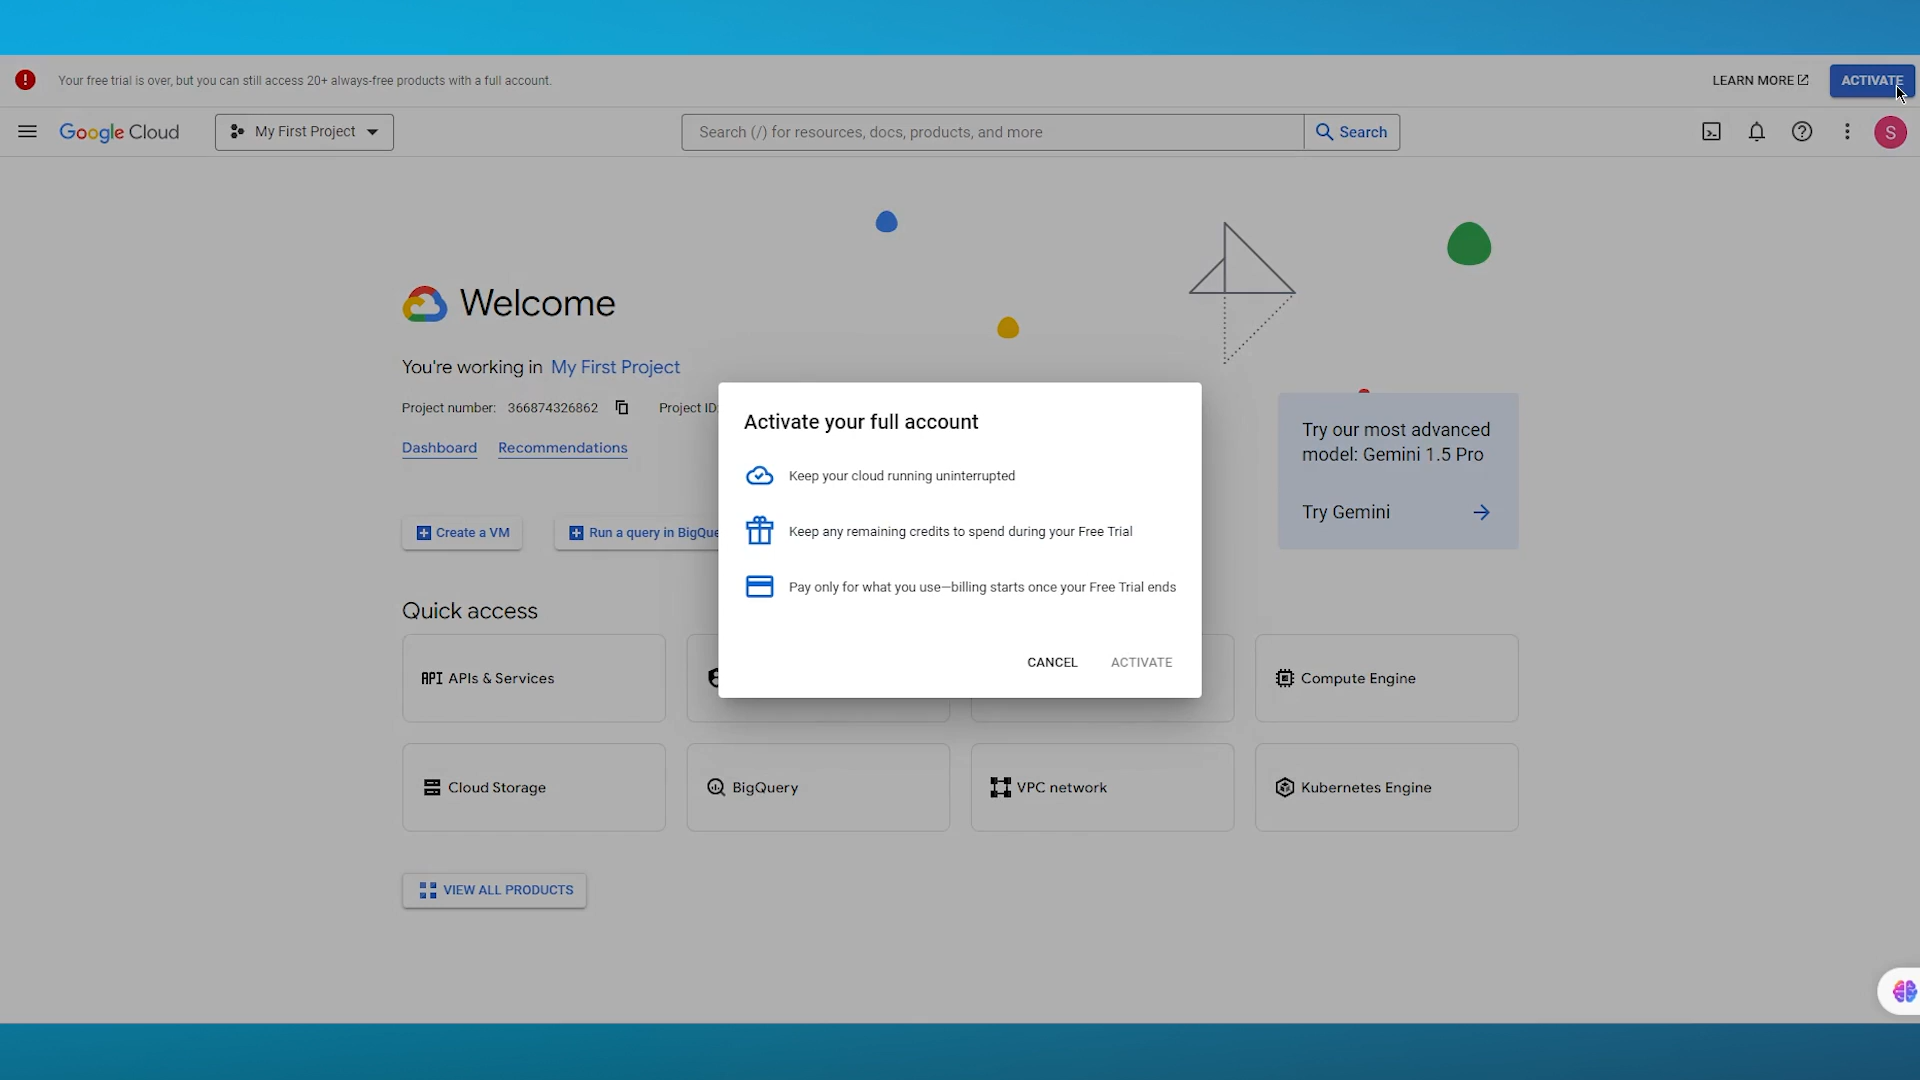 Your free trial is over, but you can still access 20+ always-free products with a full account.
LEARN MORE
ACTIVATE
Google Cloud
My First Project
Search (/) for resources, docs, products, and more
Search
S
Welcome
You're working in My First Project
Project number: 366874326862
Project ID:
Dashboard
Recommendations
Create a VM
Run a query in BigQue
Try our most advanced
model: Gemini 1.5 Pro
Try Gemini
Activate your full account
Keep your cloud running uninterrupted
Keep any remaining credits to spend during your Free Trial
Pay only for what you use—billing starts once your Free Trial ends
CANCEL
ACTIVATE
Quick access
API APIs & Services
Compute Engine
Cloud Storage
BigQuery
VPC network
Kubernetes Engine
VIEW ALL PRODUCTS